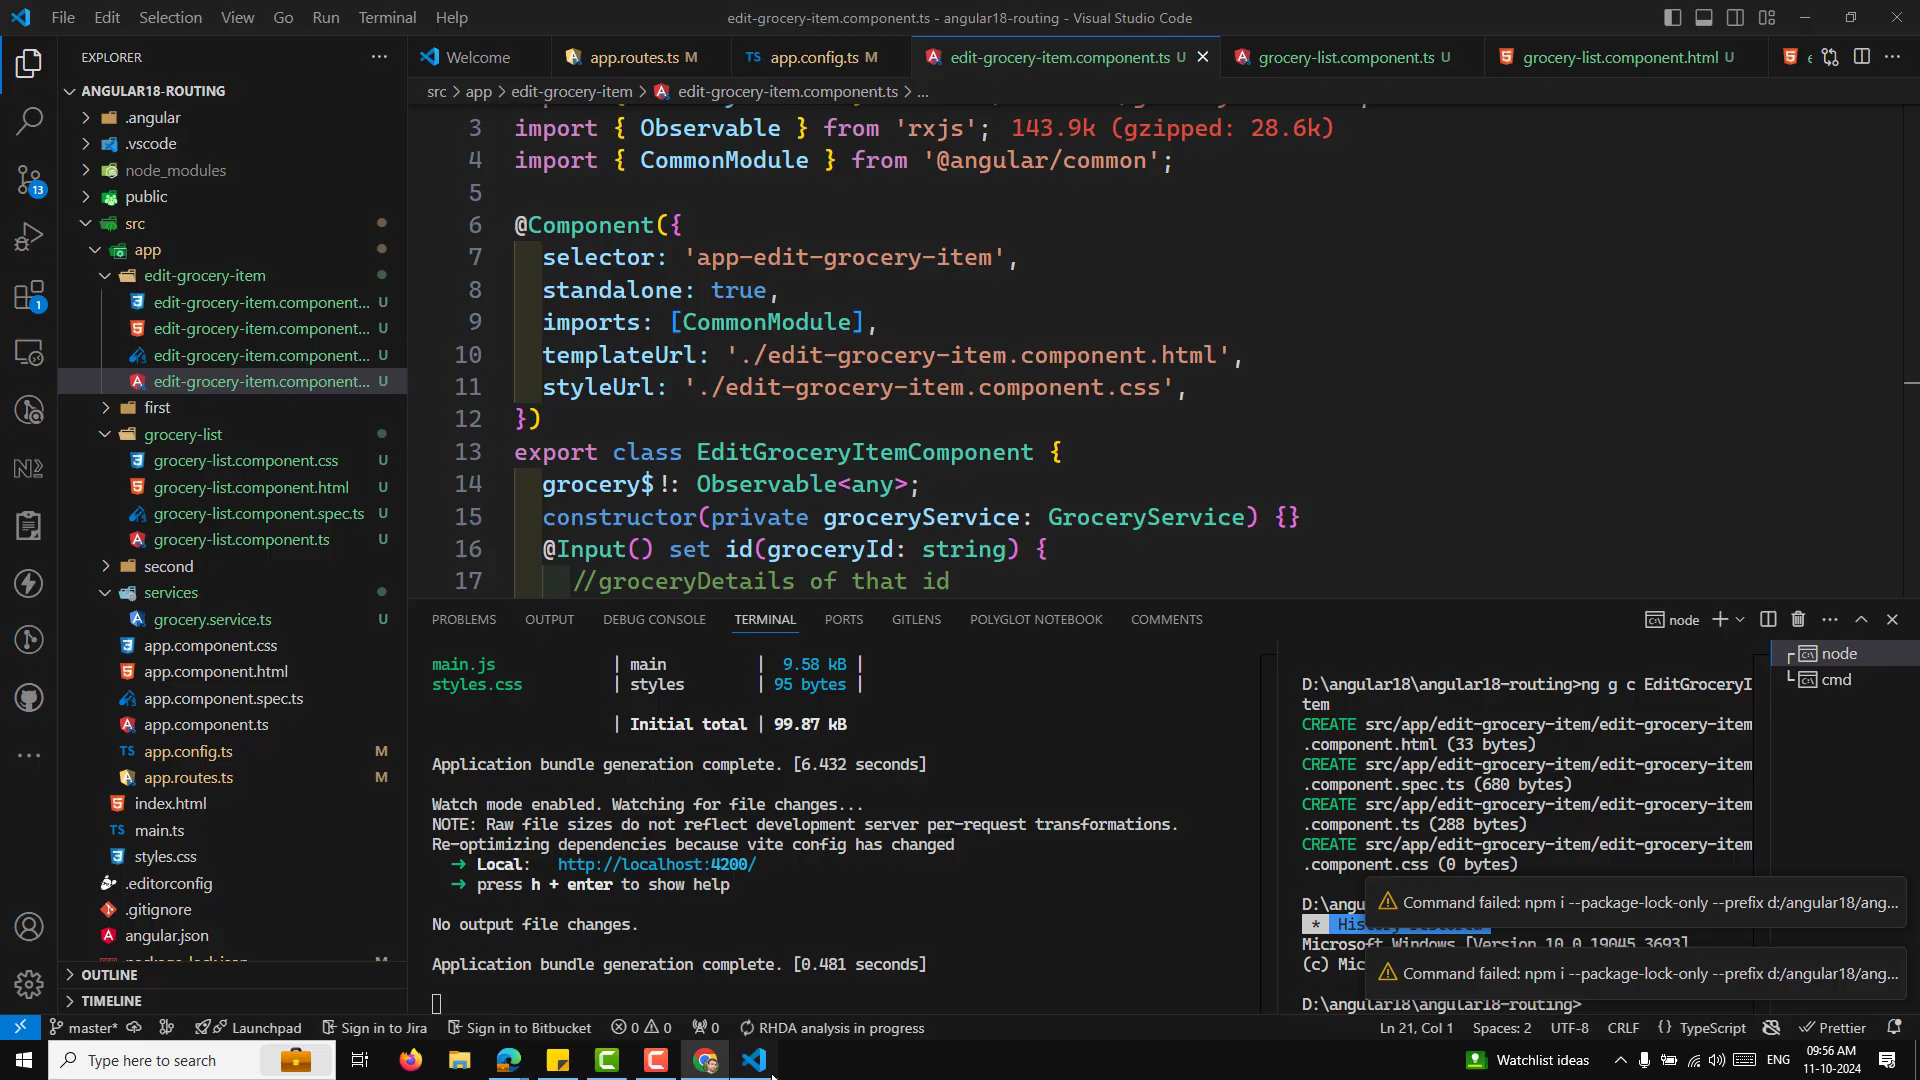 File Edit Selection View Go Run Terminal Help
edit-grocery-item.component.ts - angular18-routing - Visual Studio Code
EXPLORER
ANGULAR18-ROUTING
.angular
.vscode
node_modules
public
src
app
edit-grocery-item
edit-grocery-item.component... U
edit-grocery-item.component... U
edit-grocery-item.component... U
edit-grocery-item.component... U
first
grocery-list
grocery-list.component.css U
grocery-list.component.html U
grocery-list.component.spec.ts U
grocery-list.component.ts U
second
services
grocery.service.ts U
app.component.css
app.component.html
app.component.spec.ts
app.component.ts
app.config.ts M
app.routes.ts M
index.html
main.ts
styles.css
.editorconfig
.gitignore
angular.json
OUTLINE
TIMELINE
13
1
Welcome
app.routes.ts M
app.config.ts M
edit-grocery-item.component.ts U
grocery-list.component.ts U
grocery-list.component.html U
e
src > app > edit-grocery-item > edit-grocery-item.component.ts > ...
3 import { Observable } from 'rxjs'; 143.9k (gzipped: 28.6k)
4 import { CommonModule } from '@angular/common';
5
6 @Component({
7 selector: 'app-edit-grocery-item',
8 standalone: true,
9 imports: [CommonModule],
10 templateUrl: './edit-grocery-item.component.html',
11 styleUrl: './edit-grocery-item.component.css',
12 })
13 export class EditGroceryItemComponent {
14 grocery$!: Observable<any>;
15 constructor(private groceryService: GroceryService) {}
16 @Input() set id(groceryId: string) {
17 //groceryDetails of that id
PROBLEMS OUTPUT DEBUG CONSOLE TERMINAL PORTS GITLENS POLYGLOT NOTEBOOK COMMENTS
node
main.js | main | 9.58 kB |
styles.css | styles | 95 bytes |
| Initial total | 99.87 kB
Application bundle generation complete. [6.432 seconds]
Watch mode enabled. Watching for file changes...
NOTE: Raw file sizes do not reflect development server per-request transformations.
Re-optimizing dependencies because vite config has changed
➜ Local: http://localhost:4200/
➜ press h + enter to show help
No output file changes.
Application bundle generation complete. [0.481 seconds]
D:\angular18\angular18-routing>ng g c EditGroceryI
tem
CREATE src/app/edit-grocery-item/edit-grocery-item
.component.html (33 bytes)
CREATE src/app/edit-grocery-item/edit-grocery-item
.component.spec.ts (680 bytes)
CREATE src/app/edit-grocery-item/edit-grocery-item
.component.ts (288 bytes)
CREATE src/app/edit-grocery-item/edit-grocery-item
.component.css (0 bytes)
D:\angu
*
Microsoft Windows [Version 10.0.19045.3693]
(c) Mic
D:\angular18\angular18-routing>
node
cmd
Command failed: npm i --package-lock-only --prefix d:/angular18/ang...
Command failed: npm i --package-lock-only --prefix d:/angular18/ang...
master* Launchpad Sign in to Jira Sign in to Bitbucket 0 0 0 RHDA analysis in progress
Ln 21, Col 1 Spaces: 2 UTF-8 CRLF {} TypeScript Prettier
Type here to search
Watchlist ideas
ENG
09:56 AM
11-10-2024